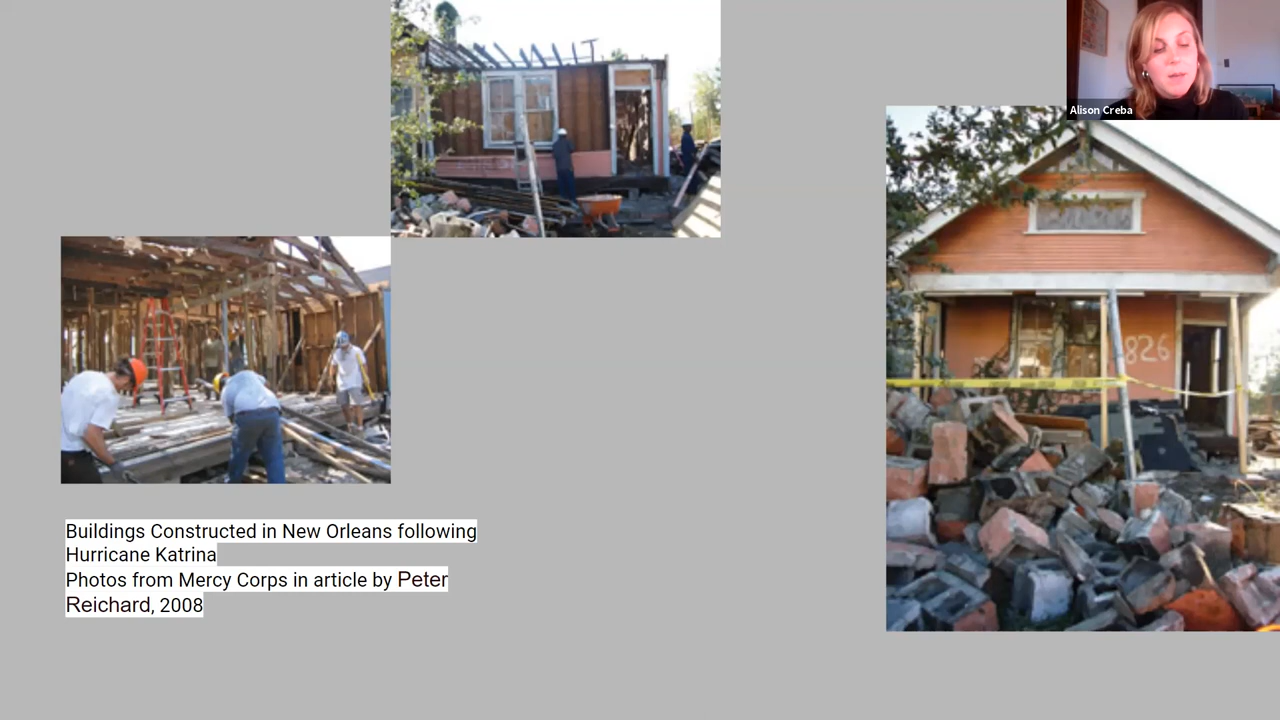 Alison Creba
826
Buildings Constructed in New Orleans following
Hurricane Katrina
Photos from Mercy Corps in article by Peter
Reichard, 2008